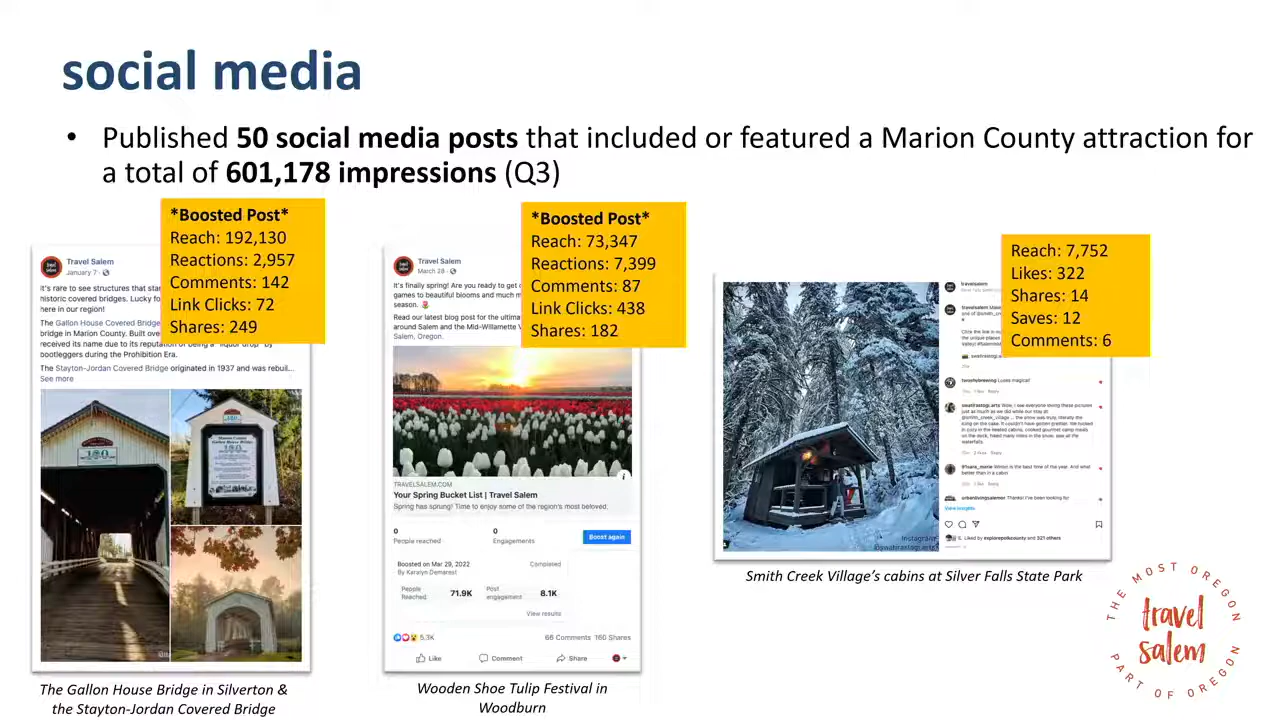 social media
• Published 50 social media posts that included or featured a Marion County attraction for
a total of 601,178 impressions (Q3)
*Boosted Post*
Reach: 192,130
Reactions: 2,957
Comments: 142
Link Clicks: 72
Shares: 249
Travel Salem
January 7
It's rare to see structures that
historic covered bridges. Lucky
here in our region!
The Gallon House Covered Bridge
bridge in Marion County. Built
received its name due to its reputation of being a "liquor drop" by
bootleggers during the Prohibition Era.
The Stayton-Jordan Covered Bridge originated in 1937 and was rebuil...
See more
The Gallon House Bridge in Silverton &
the Stayton-Jordan Covered Bridge
*Boosted Post*
Reach: 73,347
Reactions: 7,399
Comments: 87
Link Clicks: 438
Shares: 182
Travel Salem
March 28
It's finally spring! Are you ready to get
games to beautiful blooms and much
season.
Read our latest blog post for the
around Salem and the Mid-Willamette V
Salem, Oregon.
TRAVELSALEM.COM
Your Spring Bucket List | Travel Salem
Spring has sprung! Time to enjoy some of the region's most beloved.
0 0
People reached Engagements
Boost again
Boosted on Mar 29, 2022 Completed
By Karalyn Demarest
People Reached 71.9K Post engagement 8.1K
View results
5.3K 66 Comments 160 Shares
Like Comment Share
Wooden Shoe Tulip Festival in
Woodburn
Reach: 7,752
Likes: 322
Shares: 14
Saves: 12
Comments: 6
travelsalem
View insights
Liked by explorepolkcounty and 321 others
Smith Creek Village's cabins at Silver Falls State Park
THE MOST OREGON
travel
salem
PART OF OREGON